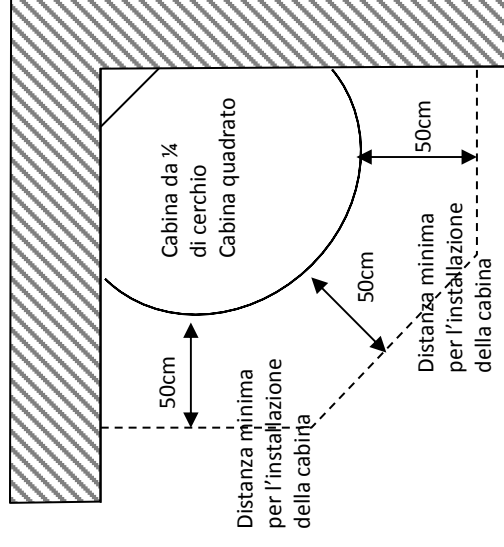 Cabina da ¼
di cerchio
Cabina quadrato
50cm
50cm
50cm
Distanza minima
per l'installazione
della cabina
Distanza minima
per l'installazione
della cabina